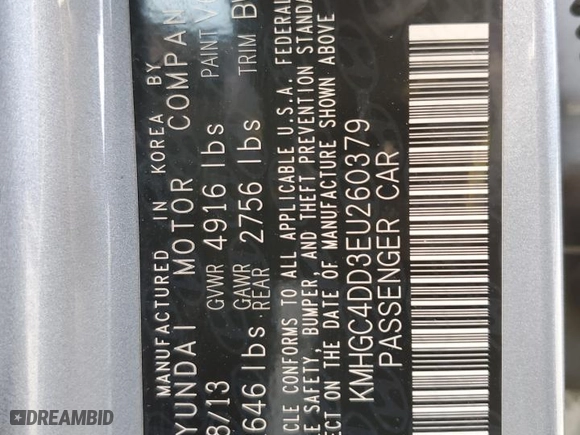 MANUFACTURED IN KOREA BY
YUNDAI MOTOR COMPAN
8/13 GVWR 4916 lbs PAINT
646 lbs GAWR REAR 2756 lbs TRIM
CLE CONFORMS TO ALL APPLICABLE U.S.A. FEDERAL
LE SAFETY, BUMPER, AND THEFT PREVENTION STANDA
ECT ON THE DATE OF MANUFACTURE SHOWN ABOVE
KMHGC4DD3EU260379
PASSENGER CAR
DREAMBID